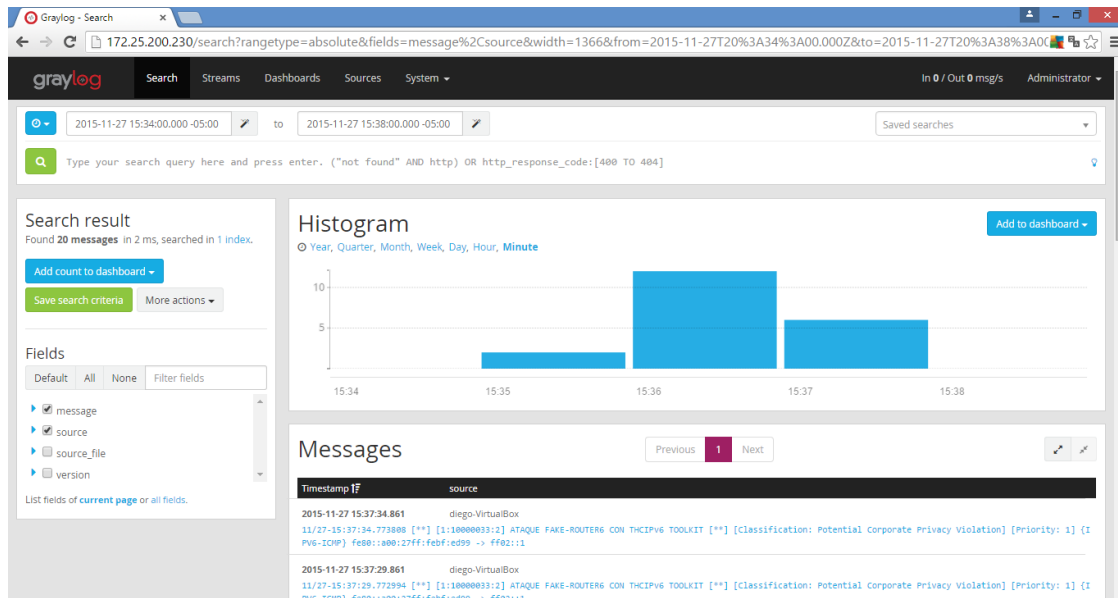 Graylog - Search
172.25.200.230/search?rangetype=absolute&fields=message%2Csource&width=1366&from=2015-11-27T20%3A34%3A00.000Z&to=2015-11-27T20%3A38%3A0
graylog Search Streams Dashboards Sources System In 0 / Out 0 msg/s Administrator
2015-11-27 15:34:00.000 -05:00 to 2015-11-27 15:38:00.000 -05:00 Saved searches
Type your search query here and press enter. ("not found" AND http) OR http_response_code:[400 TO 404]
Search result
Found 20 messages in 2 ms, searched in 1 index.
Add count to dashboard
Save search criteria More actions
Fields
Default All None Filter fields
message
source
source_file
version
List fields of current page or all fields.
Histogram
Add to dashboard
Year, Quarter, Month, Week, Day, Hour, Minute
10
5
15:34 15:35 15:36 15:37 15:38
Messages
Previous 1 Next
Timestamp source
2015-11-27 15:37:34.861 diego-VirtualBox
11/27-15:37:34.773808 [**] [1:10000033:2] ATAQUE FAKE-ROUTER6 CON THCIPv6 TOOLKIT [**] [Classification: Potential Corporate Privacy Violation] [Priority: 1] {I
PV6-ICMP} fe80::a00:27ff:febf:ed99 -> ff02::1
2015-11-27 15:37:29.861 diego-VirtualBox
11/27-15:37:29.772994 [**] [1:10000033:2] ATAQUE FAKE-ROUTER6 CON THCIPv6 TOOLKIT [**] [Classification: Potential Corporate Privacy Violation] [Priority: 1] {I